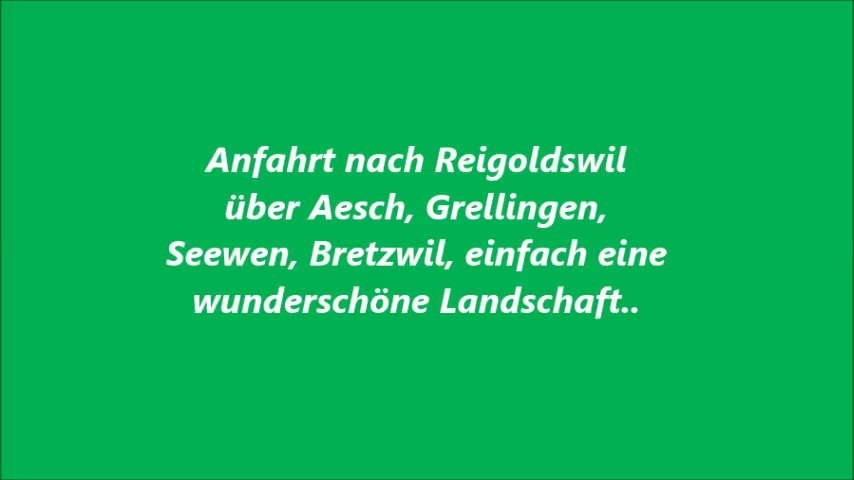 Anfahrt nach Reigoldswil
über Aesch, Grellingen,
Seewen, Bretzwil, einfach eine
wunderschöne Landschaft..